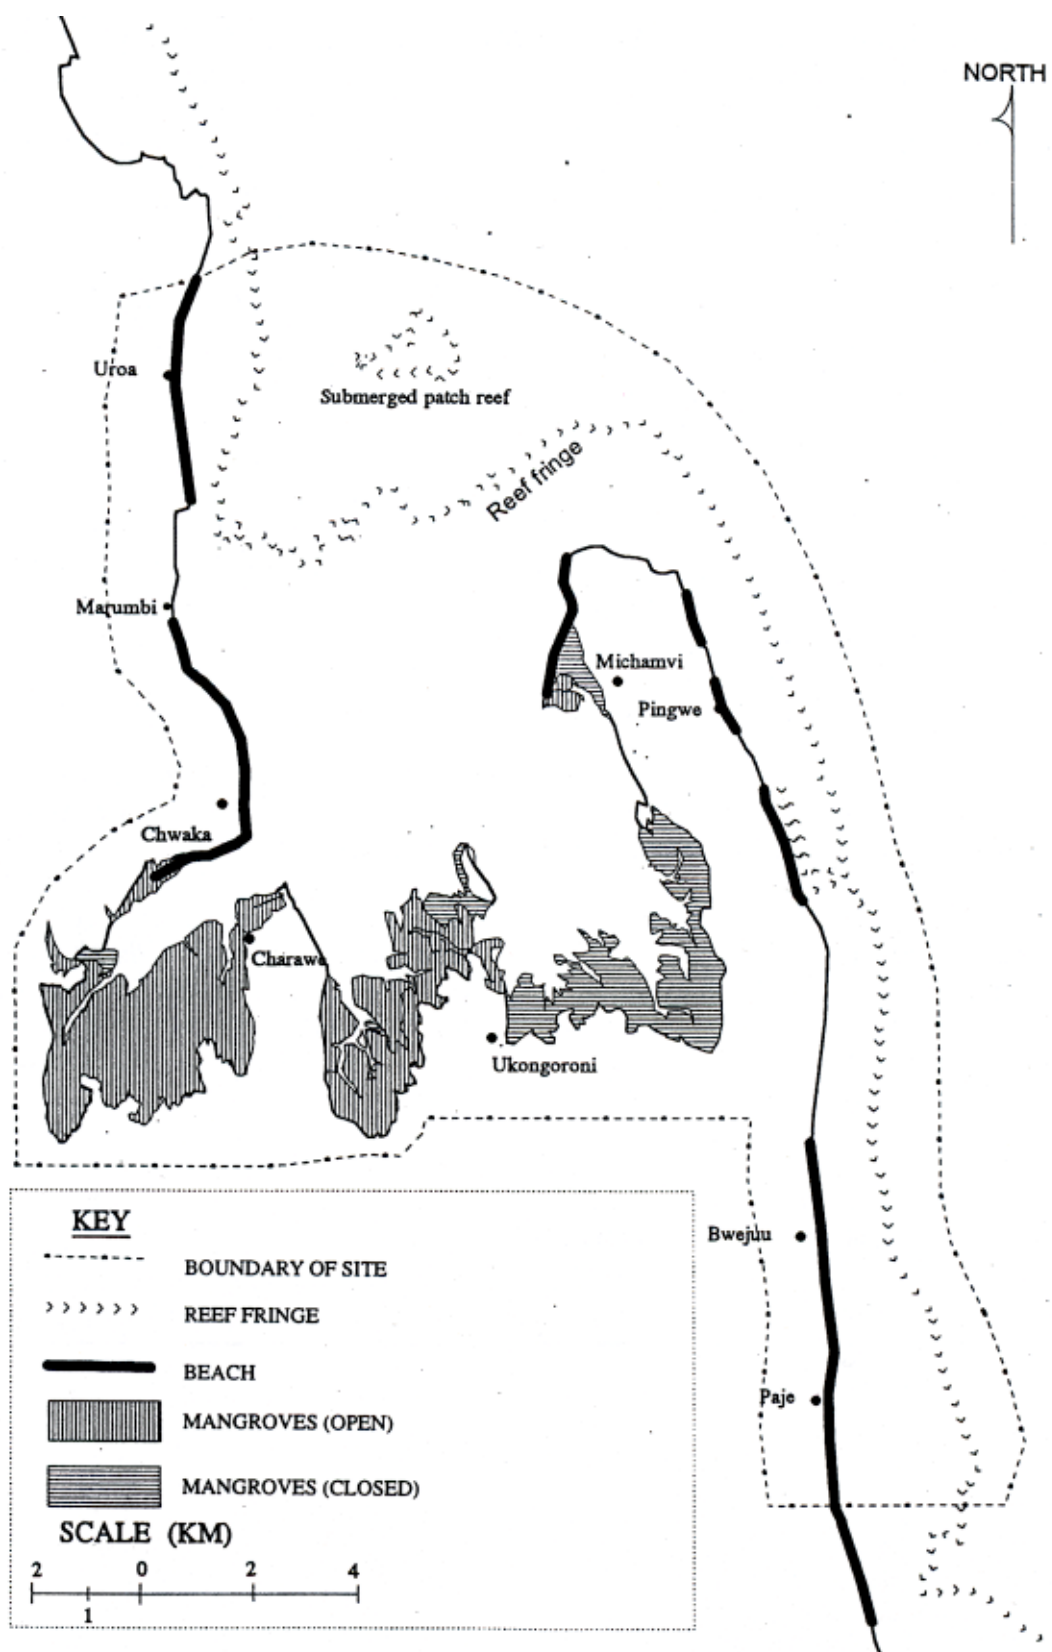 NORTH
Uroa
Submerged patch reef
Reef fringe
Marumbi
Michamvi
Pingwe
Chwaka
Charawe
Ukongoroni
Bwejuu
Paje
KEY
BOUNDARY OF SITE
REEF FRINGE
BEACH
MANGROVES (OPEN)
MANGROVES (CLOSED)
SCALE (KM)
2 0 2 4
1